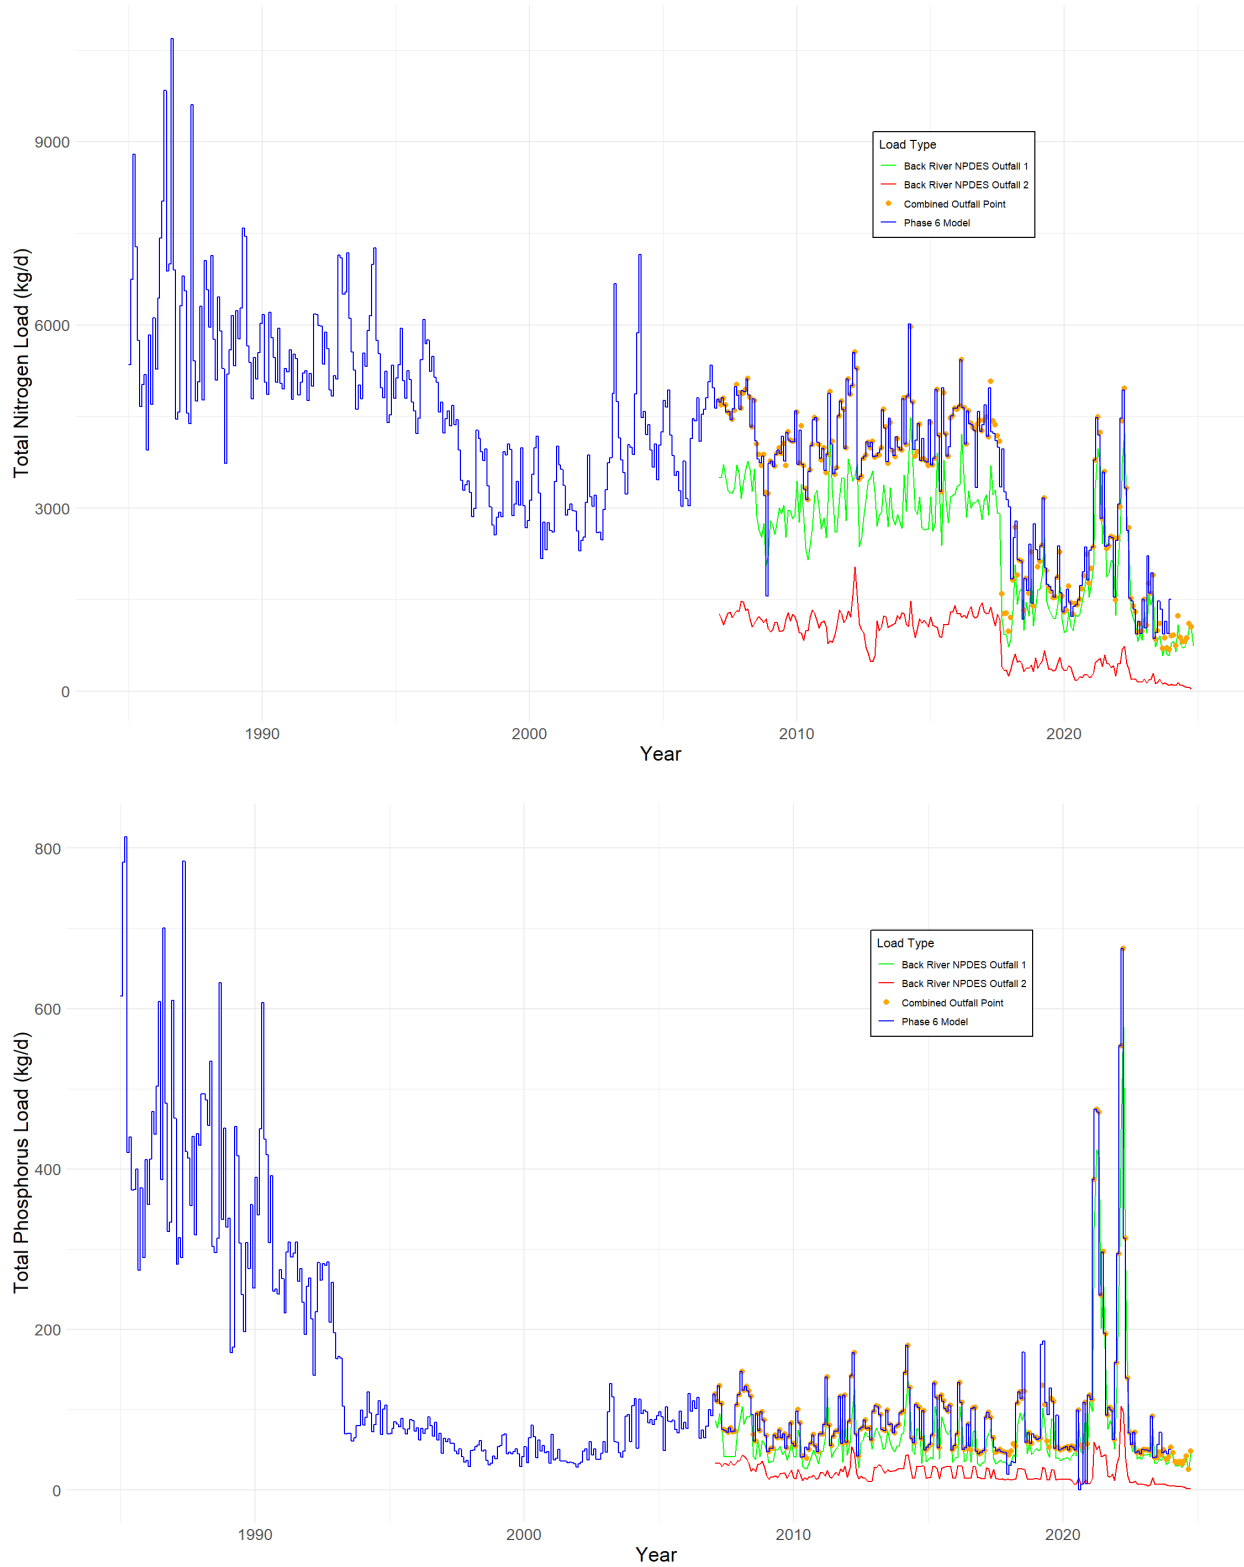 9000
6000
3000
0
Total Nitrogen Load (kg/d)
Load Type
Back River NPDES Outfall 1
Back River NPDES Outfall 2
Combined Outfall Point
Phase 6 Model
1990 2000 2010 2020
Year
800
600
400
200
0
Total Phosphorus Load (kg/d)
Load Type
Back River NPDES Outfall 1
Back River NPDES Outfall 2
Combined Outfall Point
Phase 6 Model
1990 2000 2010 2020
Year